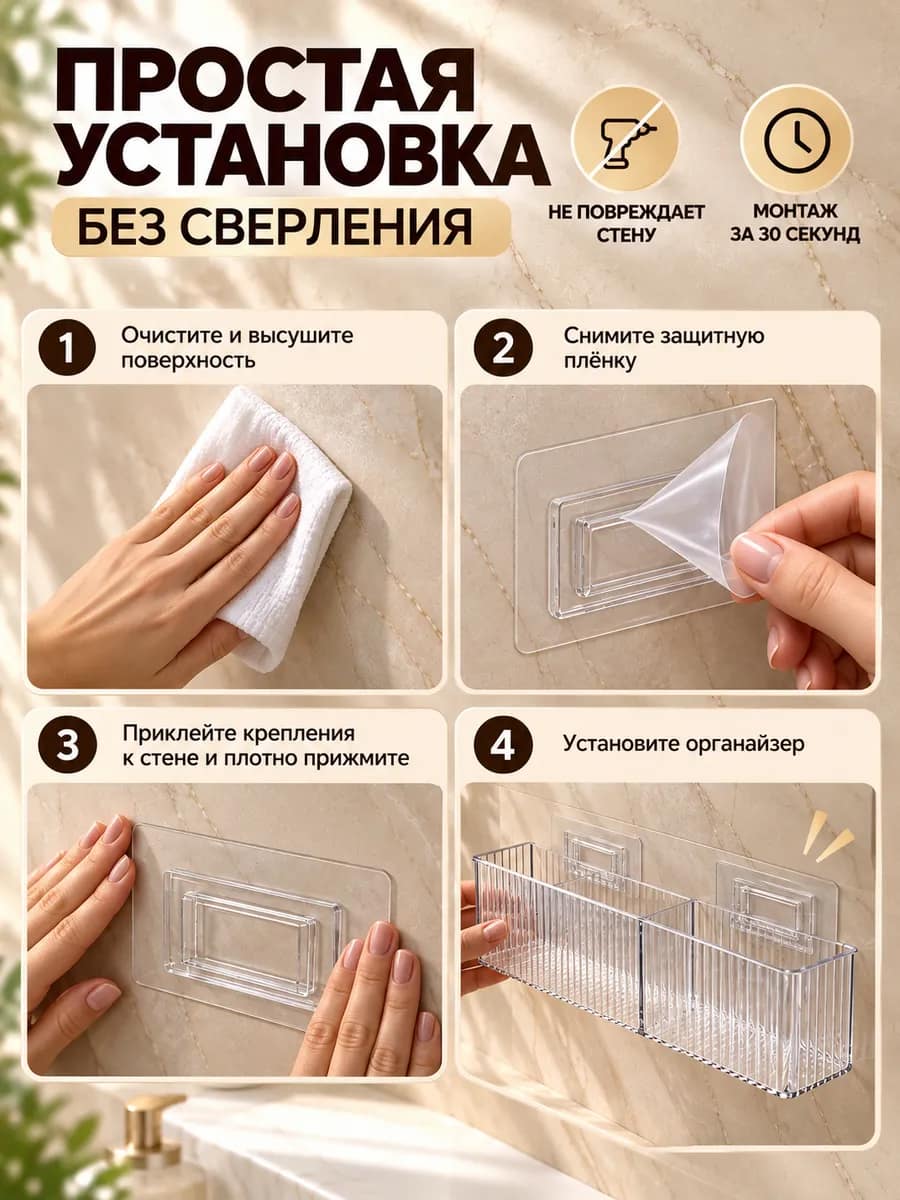 ПРОСТАЯ
УСТАНОВКА
БЕЗ СВЕРЛЕНИЯ
НЕ ПОВРЕЖДАЕТ
СТЕНУ
МОНТАЖ
ЗА 30 СЕКУНД
1
Очистите и высушите
поверхность
2
Снимите защитную
плёнку
3
Приклейте крепления
к стене и плотно прижмите
4
Установите органайзер